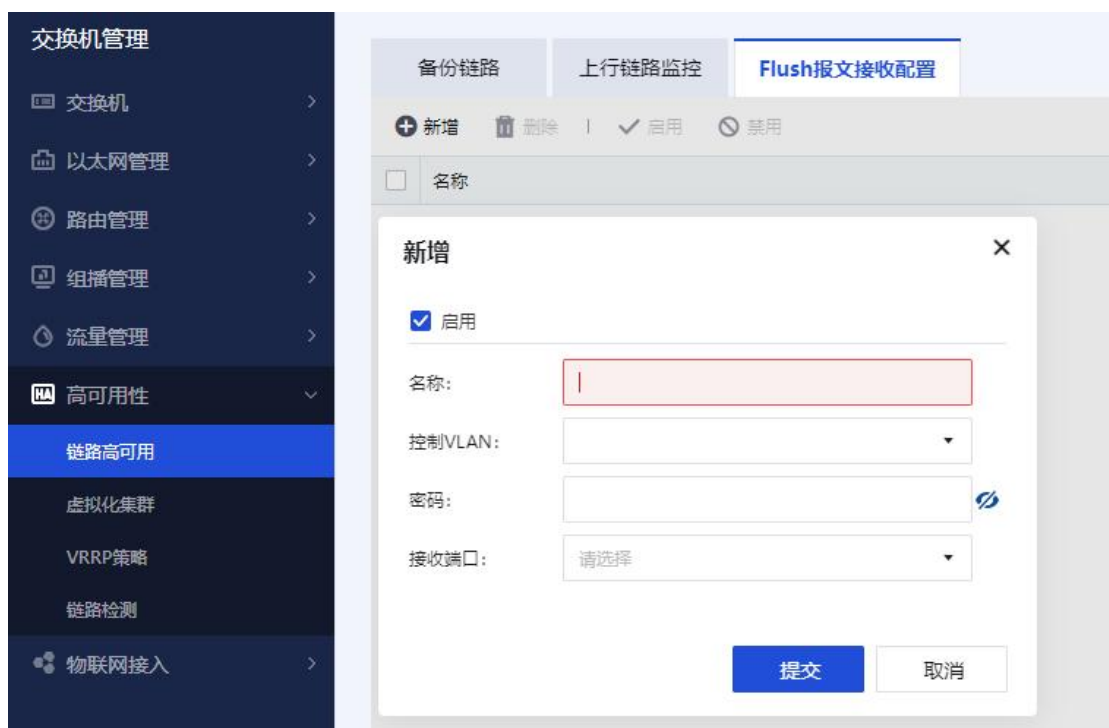 交换机管理
交换机
以太网管理
路由管理
组播管理
流量管理
HA 高可用性
链路高可用
虚拟化集群
VRRP策略
链路检测
物联网接入
备份链路 上行链路监控 Flush报文接收配置
新增 删除 启用 禁用
名称
新增
启用
名称:
控制VLAN:
密码:
接收端口: 请选择
提交 取消